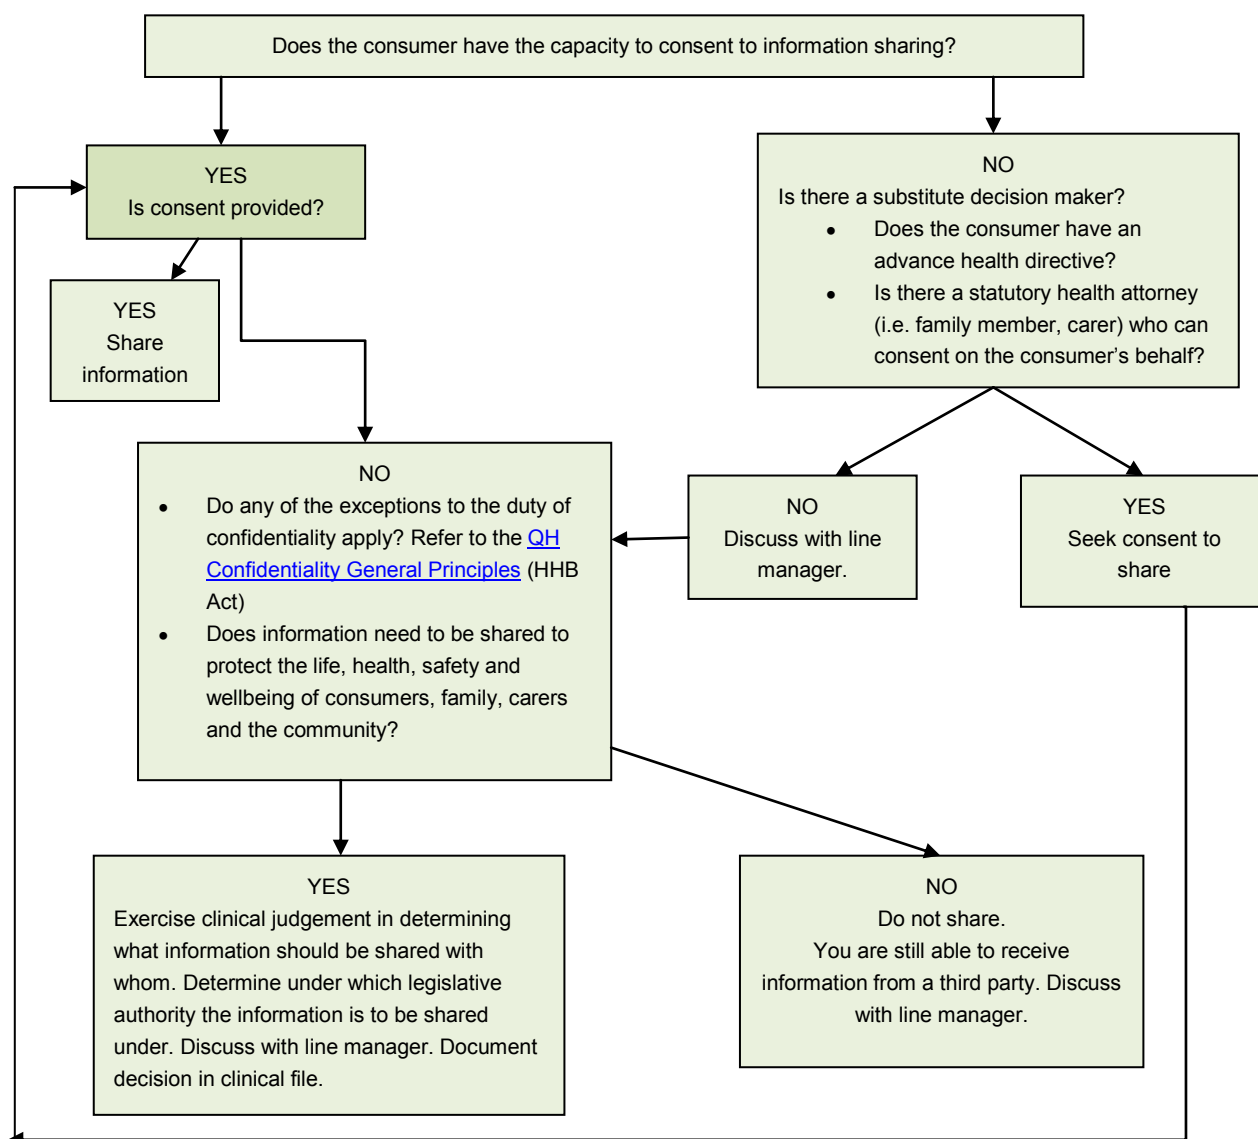 Does the consumer have the capacity to consent to information sharing?
YES
Is consent provided?
NO
Is there a substitute decision maker?
• Does the consumer have an
advance health directive?
• Is there a statutory health attorney
(i.e. family member, carer) who can
consent on the consumer's behalf?
YES
Share
information
NO
• Do any of the exceptions to the duty of
confidentiality apply? Refer to the QH
Confidentiality General Principles (HHB
Act)
• Does information need to be shared to
protect the life, health, safety and
wellbeing of consumers, family, carers
and the community?
NO
Discuss with line
manager.
YES
Seek consent to
share
YES
Exercise clinical judgement in determining
what information should be shared with
whom. Determine under which legislative
authority the information is to be shared
under. Discuss with line manager. Document
decision in clinical file.
NO
Do not share.
You are still able to receive
information from a third party. Discuss
with line manager.